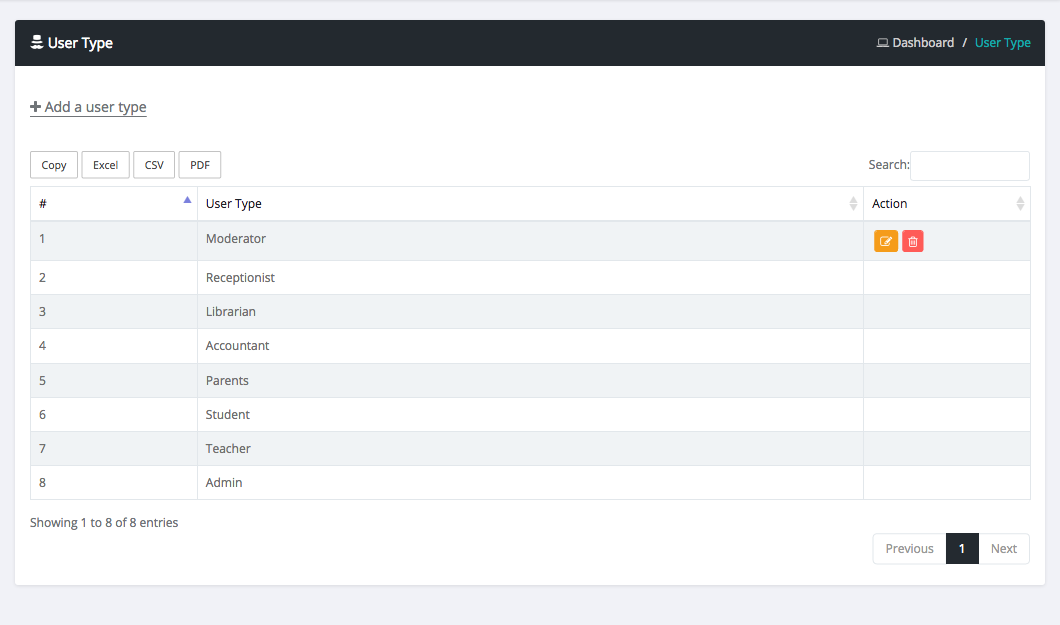 User Type
Dashboard / User Type
Add a user type
Copy Excel CSV PDF Search:
# User Type Action
1 Moderator
2 Receptionist
3 Librarian
4 Accountant
5 Parents
6 Student
7 Teacher
8 Admin
Showing 1 to 8 of 8 entries
Previous 1 Next